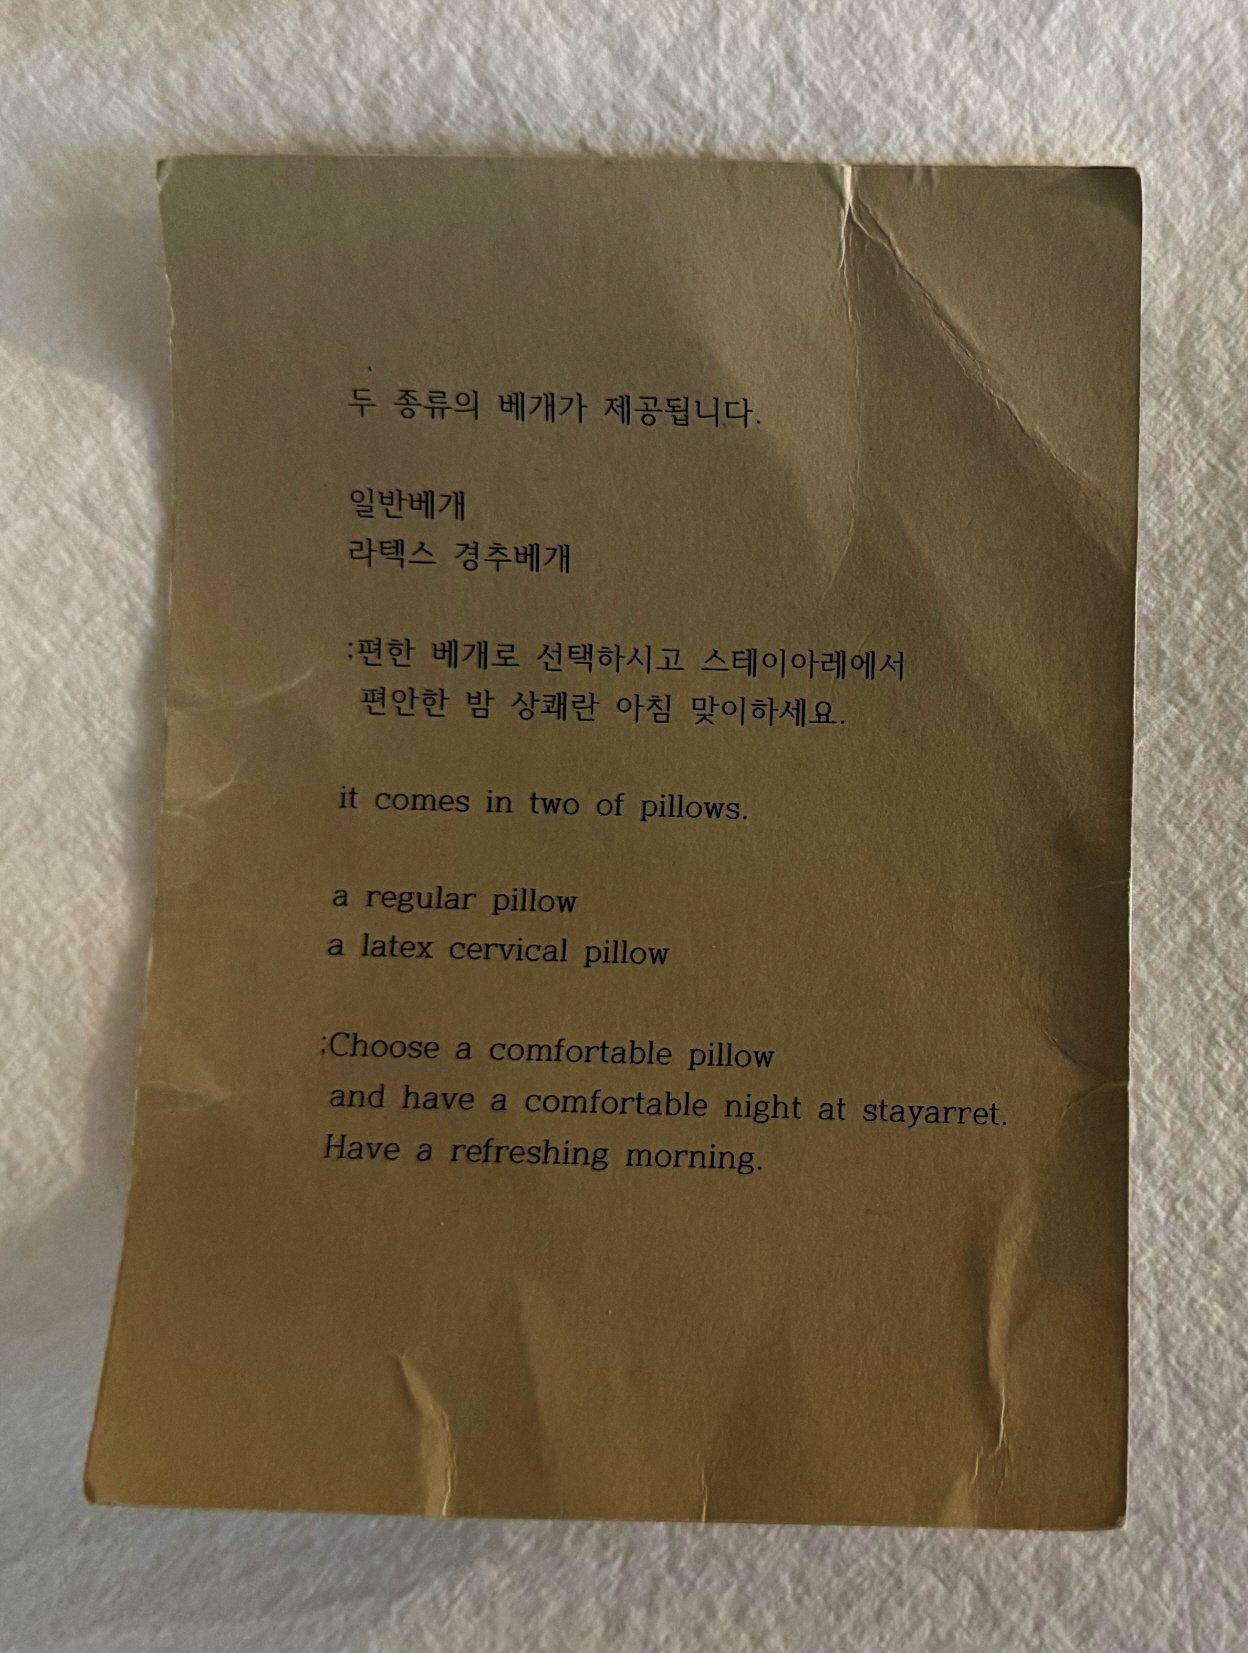 두 종류의 베개가 제공됩니다.
일반베개
라텍스 경추베개
;편한 베개로 선택하시고 스테이아레에서
편안한 밤 상쾌란 아침 맞이하세요.
it comes in two of pillows.
a regular pillow
a latex cervical pillow
;Choose a comfortable pillow
and have a comfortable night at stayarret.
Have a refreshing morning.